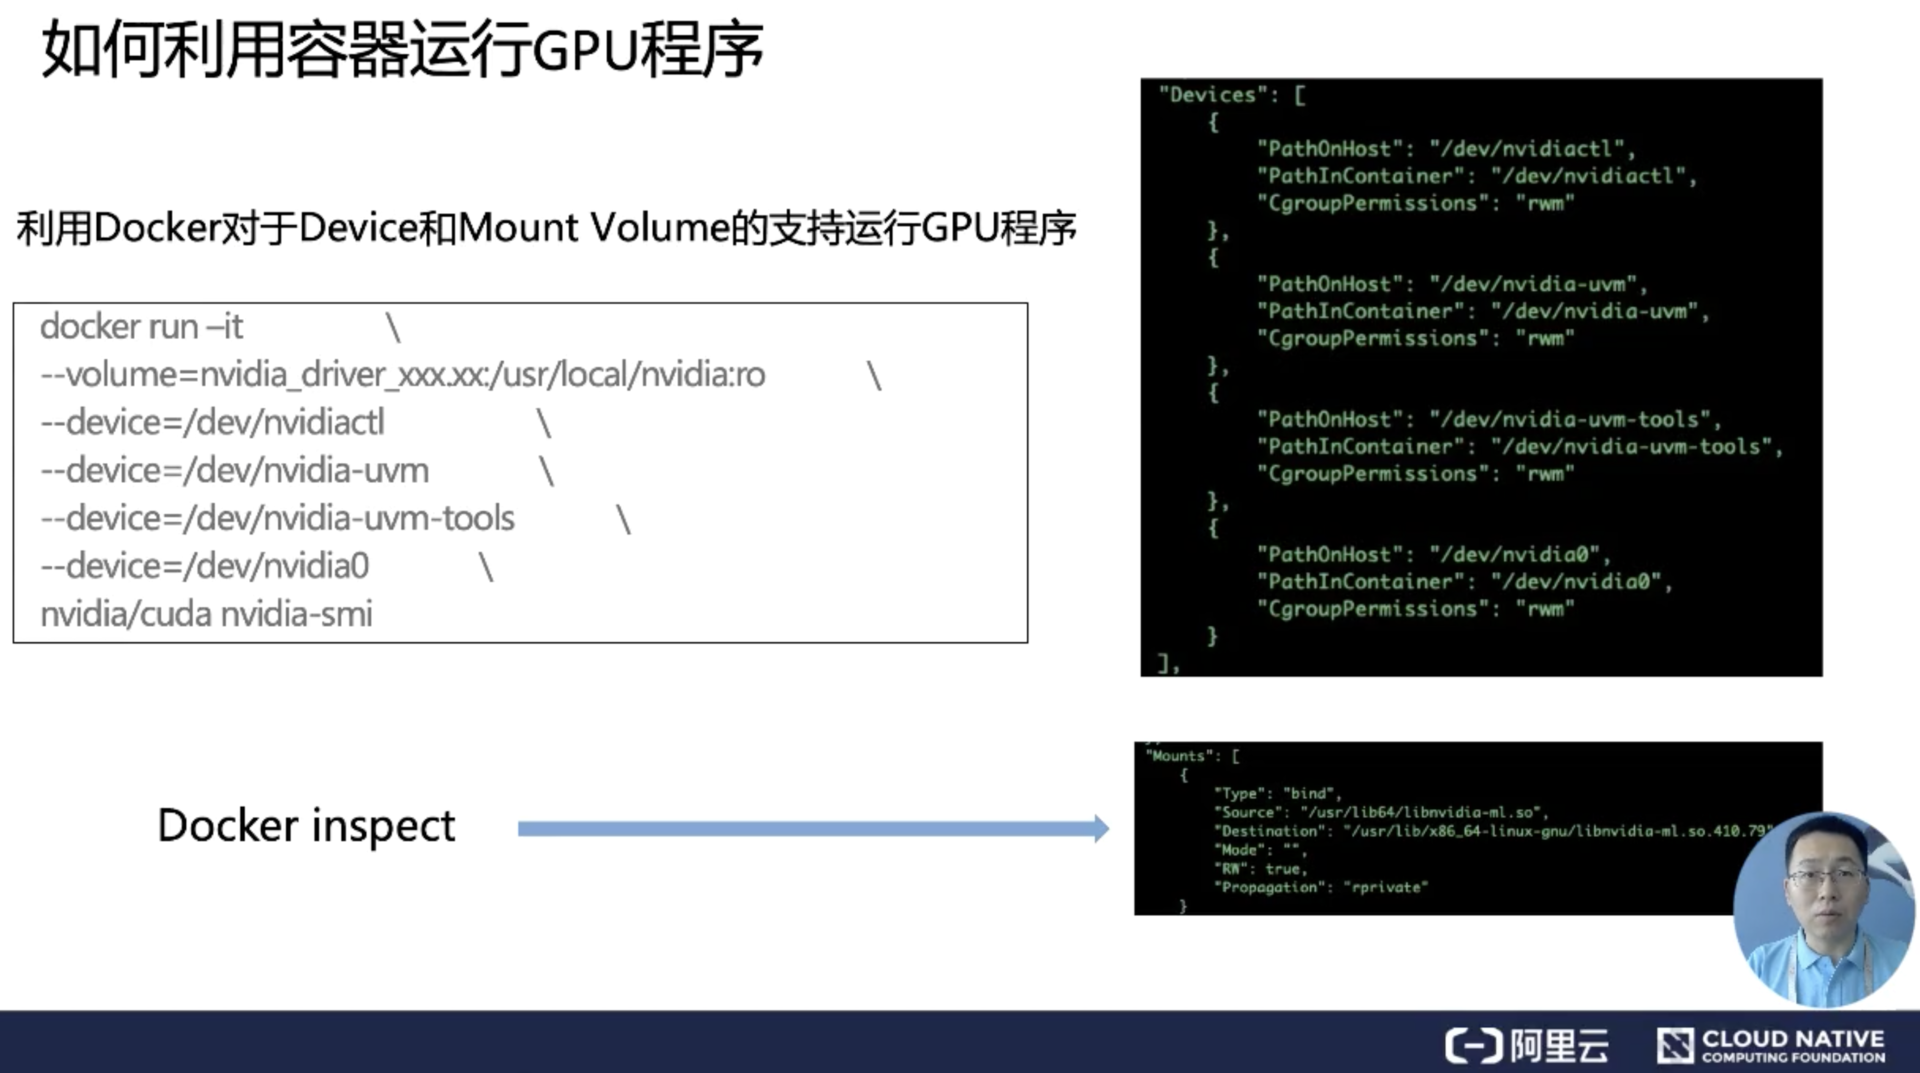 如何利用容器运行GPU程序
利用Docker对于Device和Mount Volume的支持运行GPU程序
docker run –it \
--volume=nvidia_driver_xxx.xx:/usr/local/nvidia:ro \
--device=/dev/nvidiactl \
--device=/dev/nvidia-uvm \
--device=/dev/nvidia-uvm-tools \
--device=/dev/nvidia0 \
nvidia/cuda nvidia-smi
Docker inspect
"Devices": [
{
"PathOnHost": "/dev/nvidiactl",
"PathInContainer": "/dev/nvidiactl",
"CgroupPermissions": "rwm"
},
{
"PathOnHost": "/dev/nvidia-uvm",
"PathInContainer": "/dev/nvidia-uvm",
"CgroupPermissions": "rwm"
},
{
"PathOnHost": "/dev/nvidia-uvm-tools",
"PathInContainer": "/dev/nvidia-uvm-tools",
"CgroupPermissions": "rwm"
},
{
"PathOnHost": "/dev/nvidia0",
"PathInContainer": "/dev/nvidia0",
"CgroupPermissions": "rwm"
}
],
"Mounts": [
{
"Type": "bind",
"Source": "/usr/lib64/libnvidia-ml.so",
"Destination": "/usr/lib/x86_64-linux-gnu/libnvidia-ml.so.410.79"
"Mode": "",
"RW": true,
"Propagation": "rprivate"
}
阿里云
CLOUD NATIVE
COMPUTING FOUNDATION